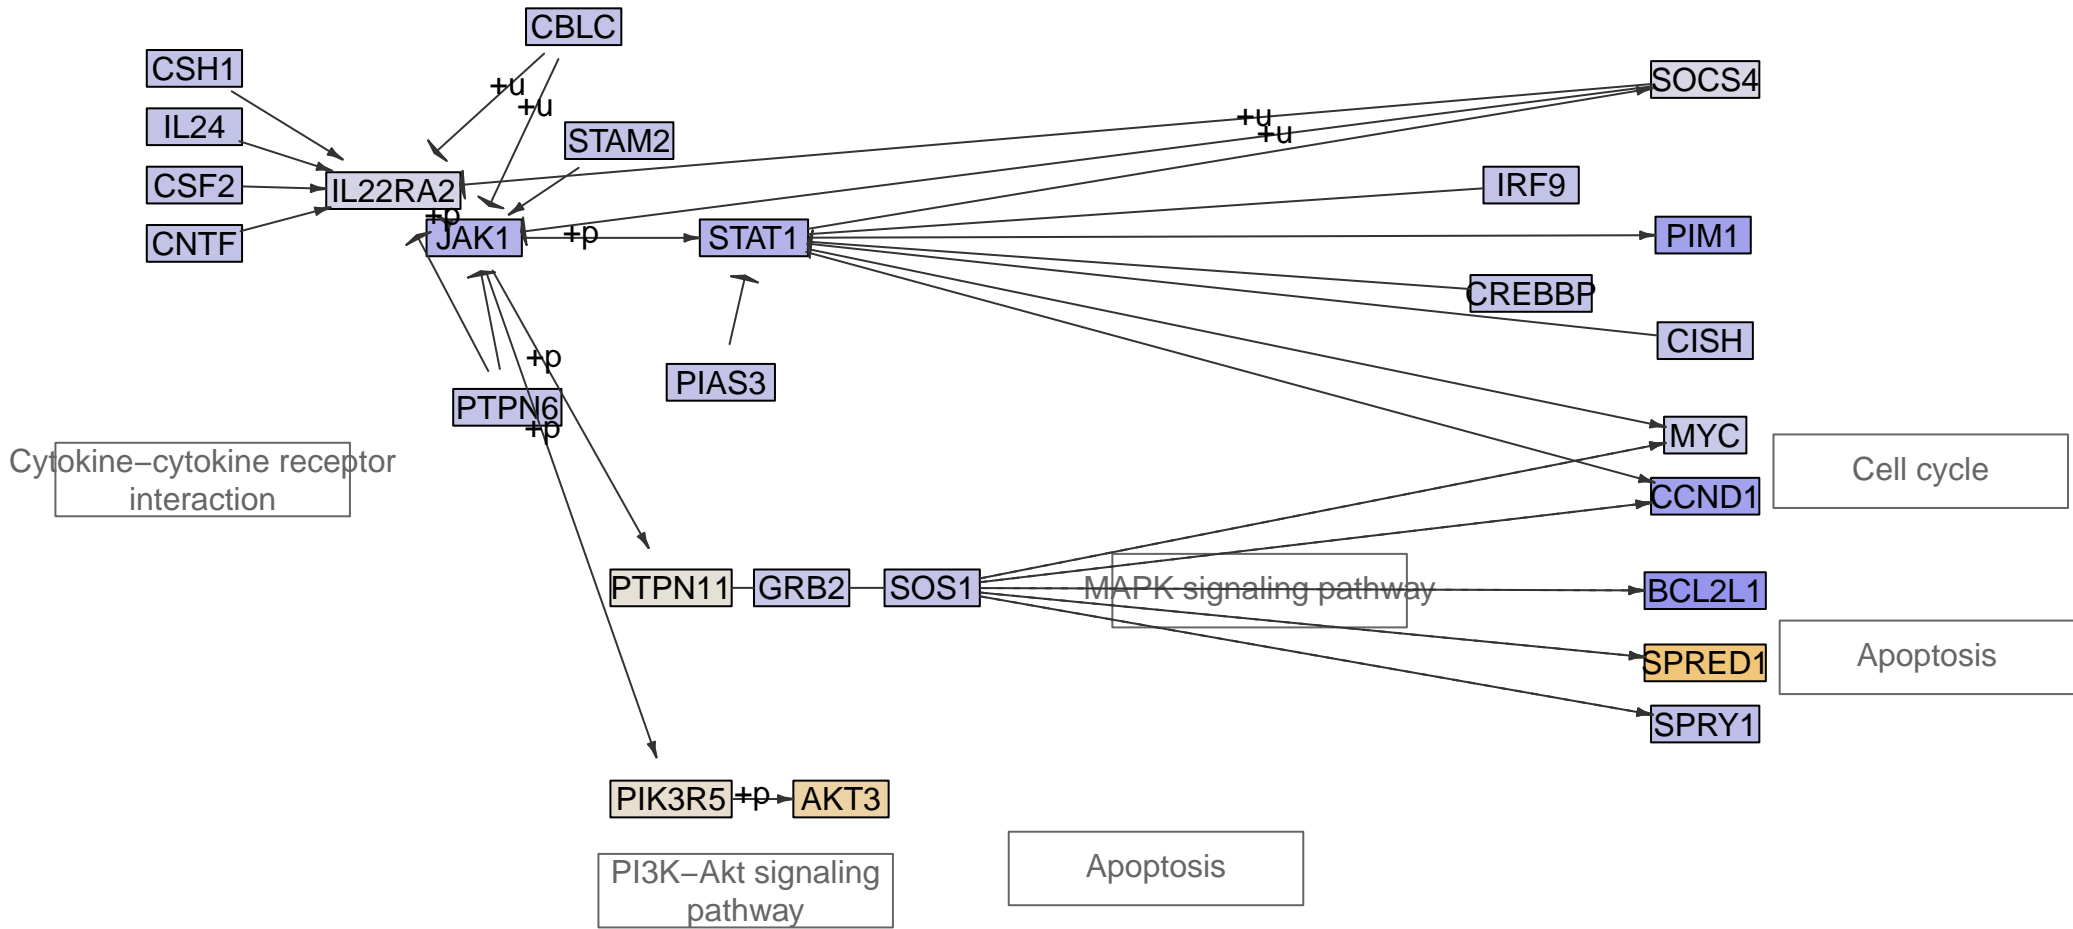 CBLC
CSH1
SOCS4
+u
+u
+u
+u
IL24
STAM2
CSF2
IL22RA2
IRF9
+p
CNTF
JAK1
+p
STAT1
PIM1
CREBBP
CISH
+p
PIAS3
PTPN6
+p
MYC
Cytokine–cytokine receptor
interaction
Cell cycle
CCND1
PTPN11
GRB2
SOS1
MAPK signaling pathway
BCL2L1
SPRED1
Apoptosis
SPRY1
PIK3R5
+p
AKT3
PI3K–Akt signaling
pathway
Apoptosis